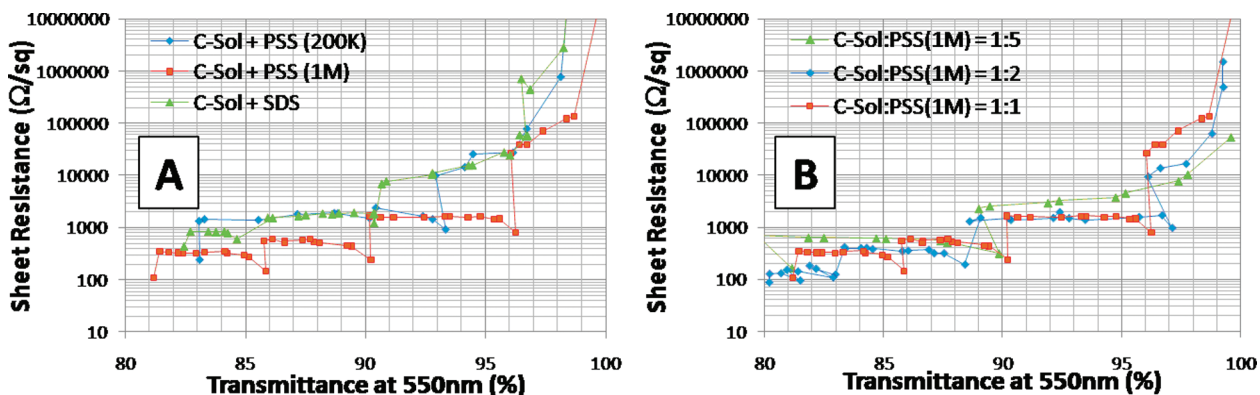 Sheet Resistance (Ω/sq)
10000000
1000000
100000
10000
1000
100
10
C-Sol + PSS (200K)
C-Sol + PSS (1M)
C-Sol + SDS
A
80 85 90 95 100
Transmittance at 550nm (%)
Sheet Resistance (Ω/sq)
10000000
1000000
100000
10000
1000
100
10
C-Sol:PSS(1M) = 1:5
C-Sol:PSS(1M) = 1:2
C-Sol:PSS(1M) = 1:1
B
80 85 90 95 100
Transmittance at 550nm (%)